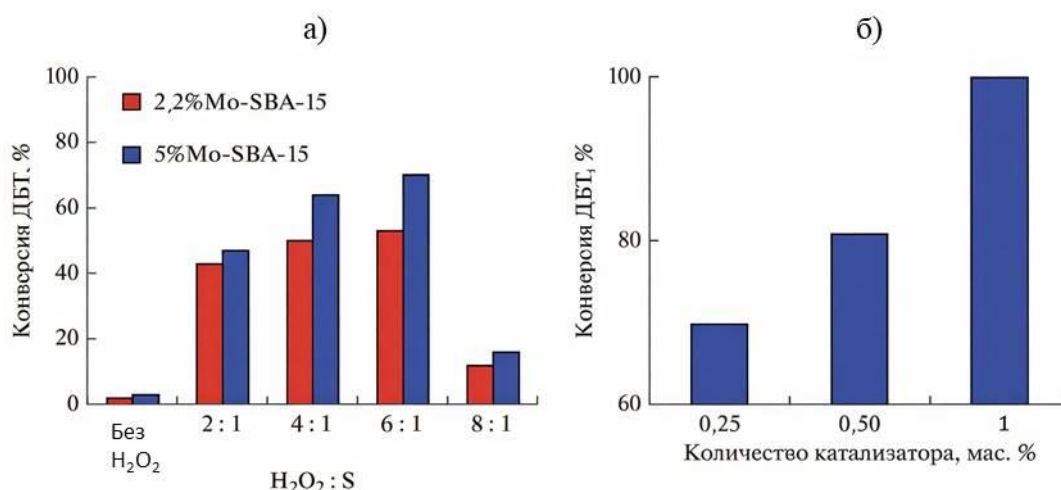 а)
100
80
60
40
20
0
Конверсия ДБТ. %
2,2%Mo-SBA-15
5%Mo-SBA-15
Без
H₂O₂
2 : 1
4 : 1
6 : 1
8 : 1
H₂O₂ : S
б)
100
80
60
Конверсия ДБТ, %
0,25
0,50
1
Количество катализатора, мас. %